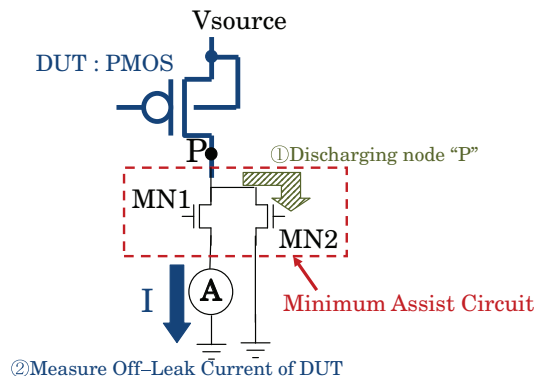 Vsource
DUT : PMOS
P
①Discharging node “P”
MN1
MN2
A
I
Minimum Assist Circuit
②Measure Off–Leak Current of DUT